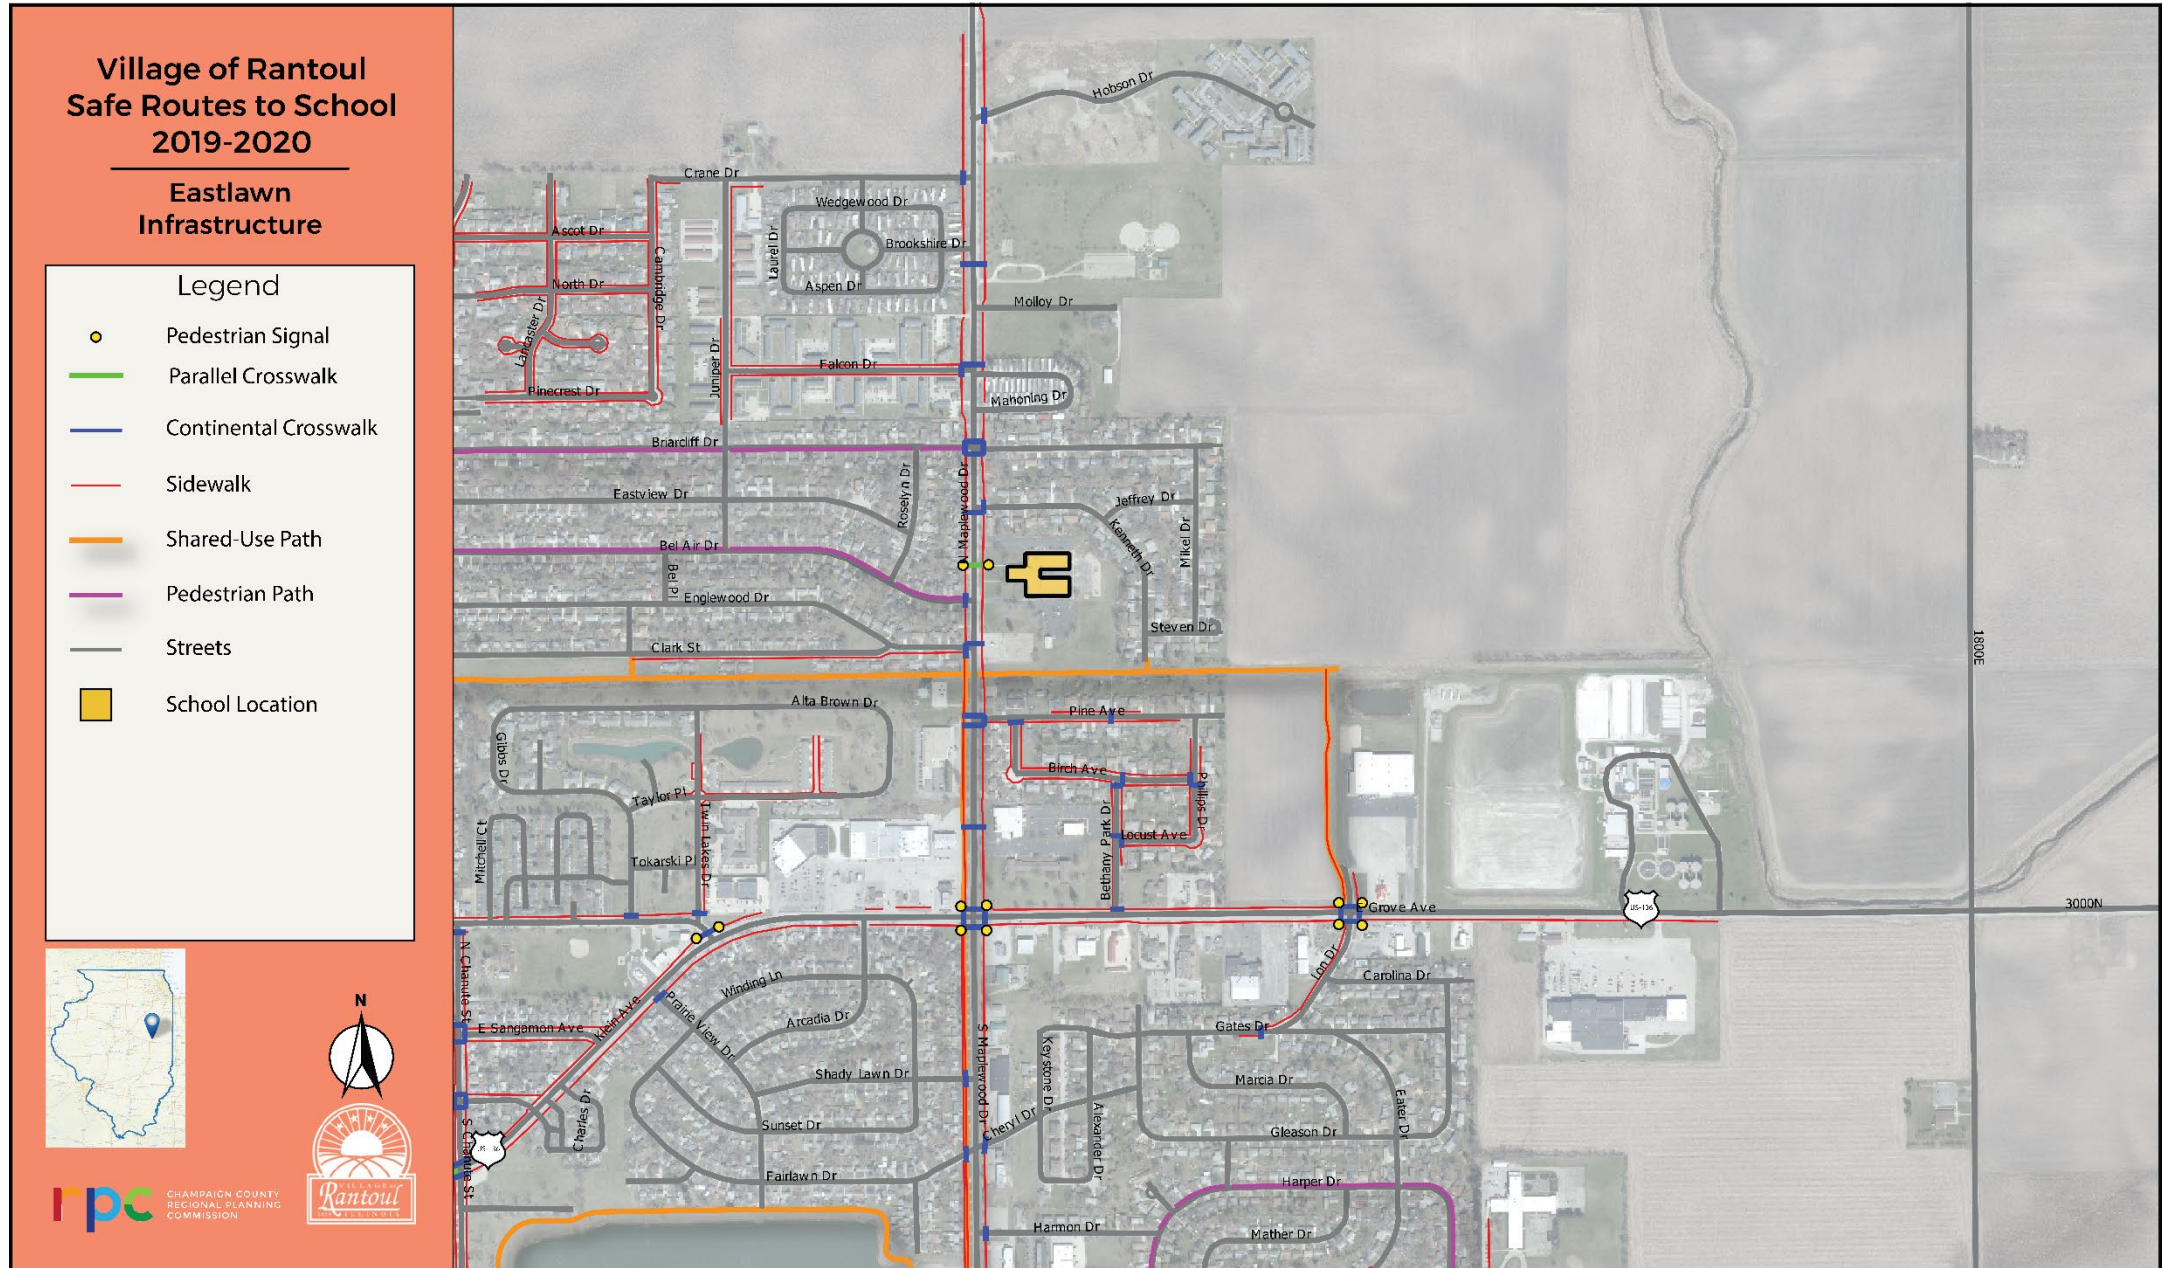 Village of Rantoul
Safe Routes to School
2019-2020
Eastlawn
Infrastructure
Legend
Pedestrian Signal
Parallel Crosswalk
Continental Crosswalk
Sidewalk
Shared-Use Path
Pedestrian Path
Streets
School Location
N
rpc
CHAMPAIGN COUNTY
REGIONAL PLANNING
COMMISSION
VILLAGE of
Rantoul
ILLINOIS
Hobson Dr
Crane Dr
Wedgewood Dr
Ascot Dr
Laurel Dr
Brookshire Dr
Cambridge Dr
North Dr
Aspen Dr
Molloy Dr
Lancaster Dr
Juniper Dr
Falcon Dr
Pinecrest Dr
Mahoning Dr
Briarcliff Dr
N Maplewood Dr
Roselyn Dr
Eastview Dr
Jeffrey Dr
Kenneth Dr
Mikel Dr
Bel Air Dr
Bel Pl
Englewood Dr
Steven Dr
Clark St
1800E
Alta Brown Dr
Pine Ave
Gibbs Dr
Birch Ave
Phillips Dr
Taylor Pl
Twin Lakes Dr
Bethany Park Dr
Locust Ave
Mitchell Ct
Tokarski Pl
Grove Ave
US-136
3000N
N Chanute St
Lon Dr
Carolina Dr
Winding Ln
Prairie View Dr
Klein Ave
E Sangamon Ave
Arcadia Dr
Gates Dr
S Maplewood Dr
Keystone Dr
Shady Lawn Dr
Marcia Dr
Charles Dr
Alexander Dr
Cheryl Dr
Eater Dr
Sunset Dr
Gleason Dr
US-136
S Chanute St
Fairlawn Dr
Harper Dr
Harmon Dr
Mather Dr